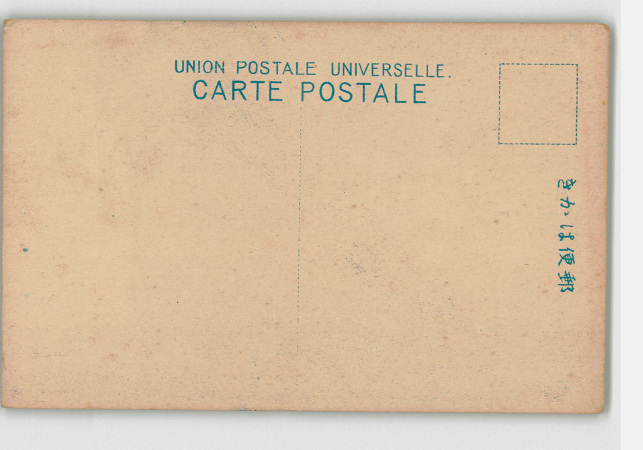 UNION POSTALE UNIVERSELLE.
CARTE POSTALE
きかは便郵